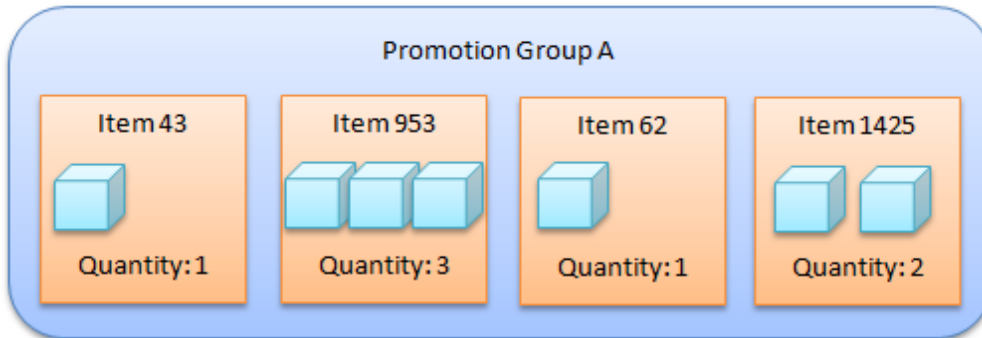 Promotion Group A
Item 43
Quantity: 1
Item 953
Quantity: 3
Item 62
Quantity: 1
Item 1425
Quantity: 2